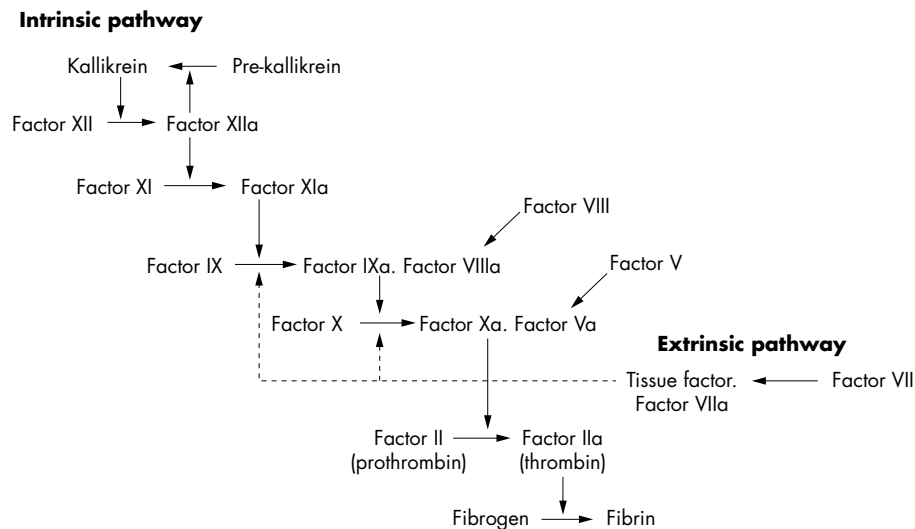 Intrinsic pathway
Kallikrein
Pre-kallikrein
Factor XII
Factor XIIa
Factor XI
Factor XIa
Factor VIII
Factor IX
Factor IXa. Factor VIIIa
Factor V
Factor X
Factor Xa. Factor Va
Extrinsic pathway
Tissue factor.
Factor VIIa
Factor VII
Factor II
(prothrombin)
Factor IIa
(thrombin)
Fibrogen
Fibrin